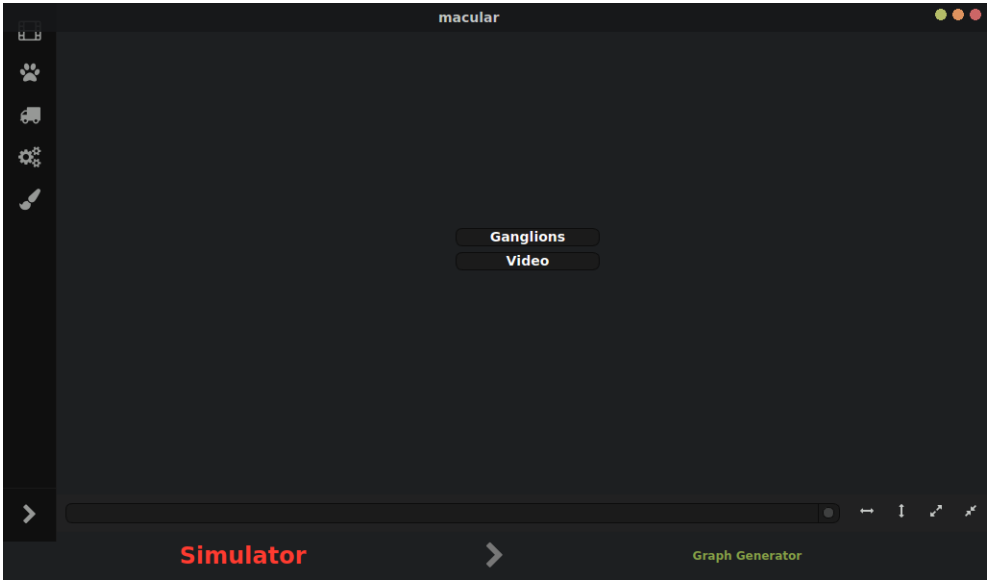 macular
Ganglions
Video
Simulator
Graph Generator